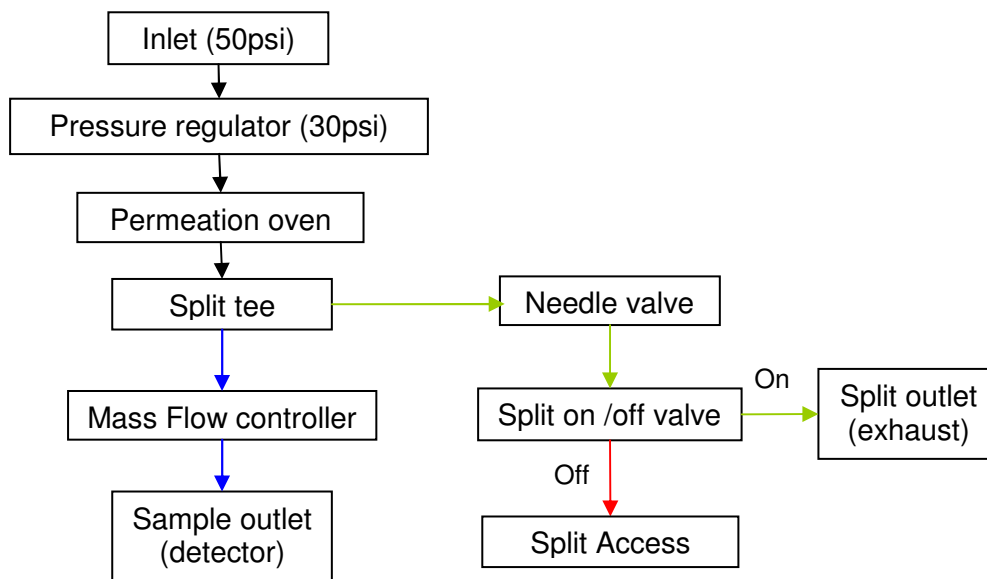 Inlet (50psi)
Pressure regulator (30psi)
Permeation oven
Split tee
Needle valve
Mass Flow controller
Split on /off valve
On
Split outlet
(exhaust)
Off
Sample outlet
(detector)
Split Access